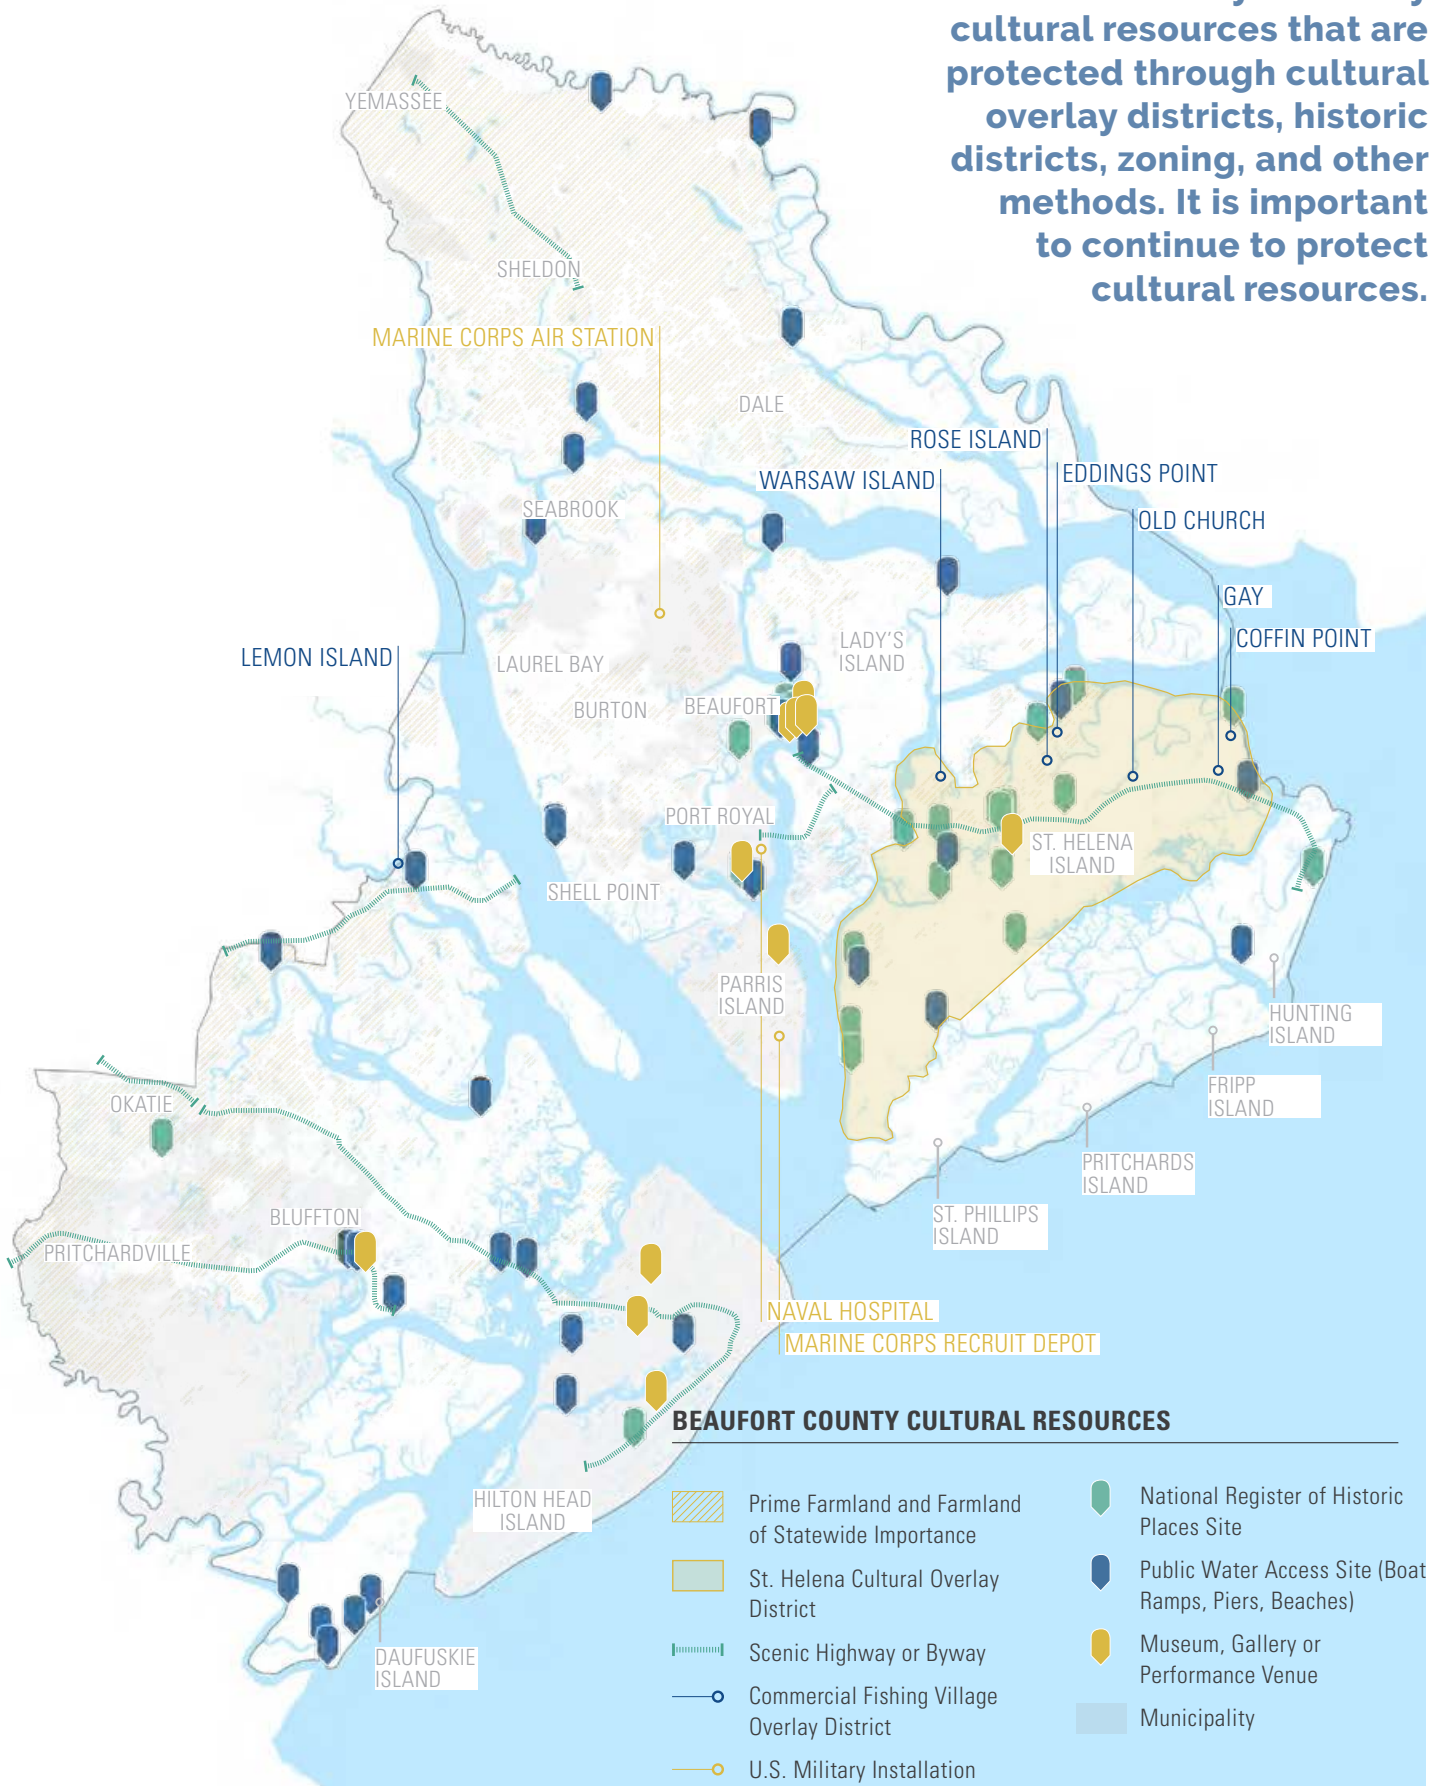 cultural resources that are
protected through cultural
overlay districts, historic
districts, zoning, and other
methods. It is important
to continue to protect
cultural resources.
YEMASSEE
SHELDON
MARINE CORPS AIR STATION
DALE
ROSE ISLAND
EDDINGS POINT
WARSAW ISLAND
OLD CHURCH
SEABROOK
GAY
COFFIN POINT
LADY'S
ISLAND
LEMON ISLAND
LAUREL BAY
BURTON
BEAUFORT
PORT ROYAL
ST. HELENA
ISLAND
SHELL POINT
PARRIS
ISLAND
HUNTING
ISLAND
FRIPP
ISLAND
OKATIE
PRITCHARDS
ISLAND
BLUFFTON
ST. PHILLIPS
ISLAND
PRITCHARDVILLE
NAVAL HOSPITAL
MARINE CORPS RECRUIT DEPOT
HILTON HEAD
ISLAND
DAUFUSKIE
ISLAND
BEAUFORT COUNTY CULTURAL RESOURCES
Prime Farmland and Farmland
of Statewide Importance
St. Helena Cultural Overlay
District
Scenic Highway or Byway
Commercial Fishing Village
Overlay District
U.S. Military Installation
National Register of Historic
Places Site
Public Water Access Site (Boat
Ramps, Piers, Beaches)
Museum, Gallery or
Performance Venue
Municipality